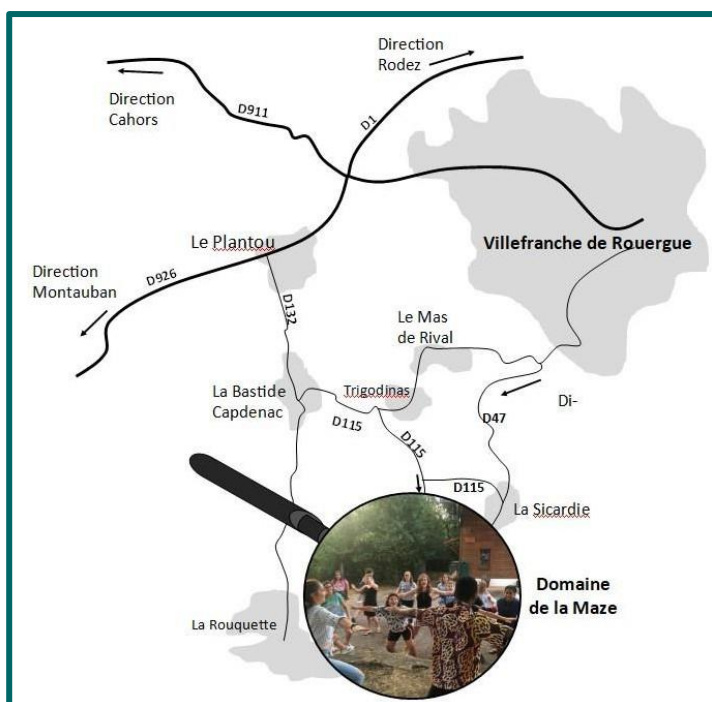 Direction
Rodez
Direction
Cahors
D911
D1
Le Plantou
Villefranche de Rouergue
Direction
Montauban
D926
D132
Le Mas
de Rival
La Bastide
Capdenac
Trigodinas
Di-
D47
D115
D115
D115
La Sicardie
Domaine
de la Maze
La Rouquette